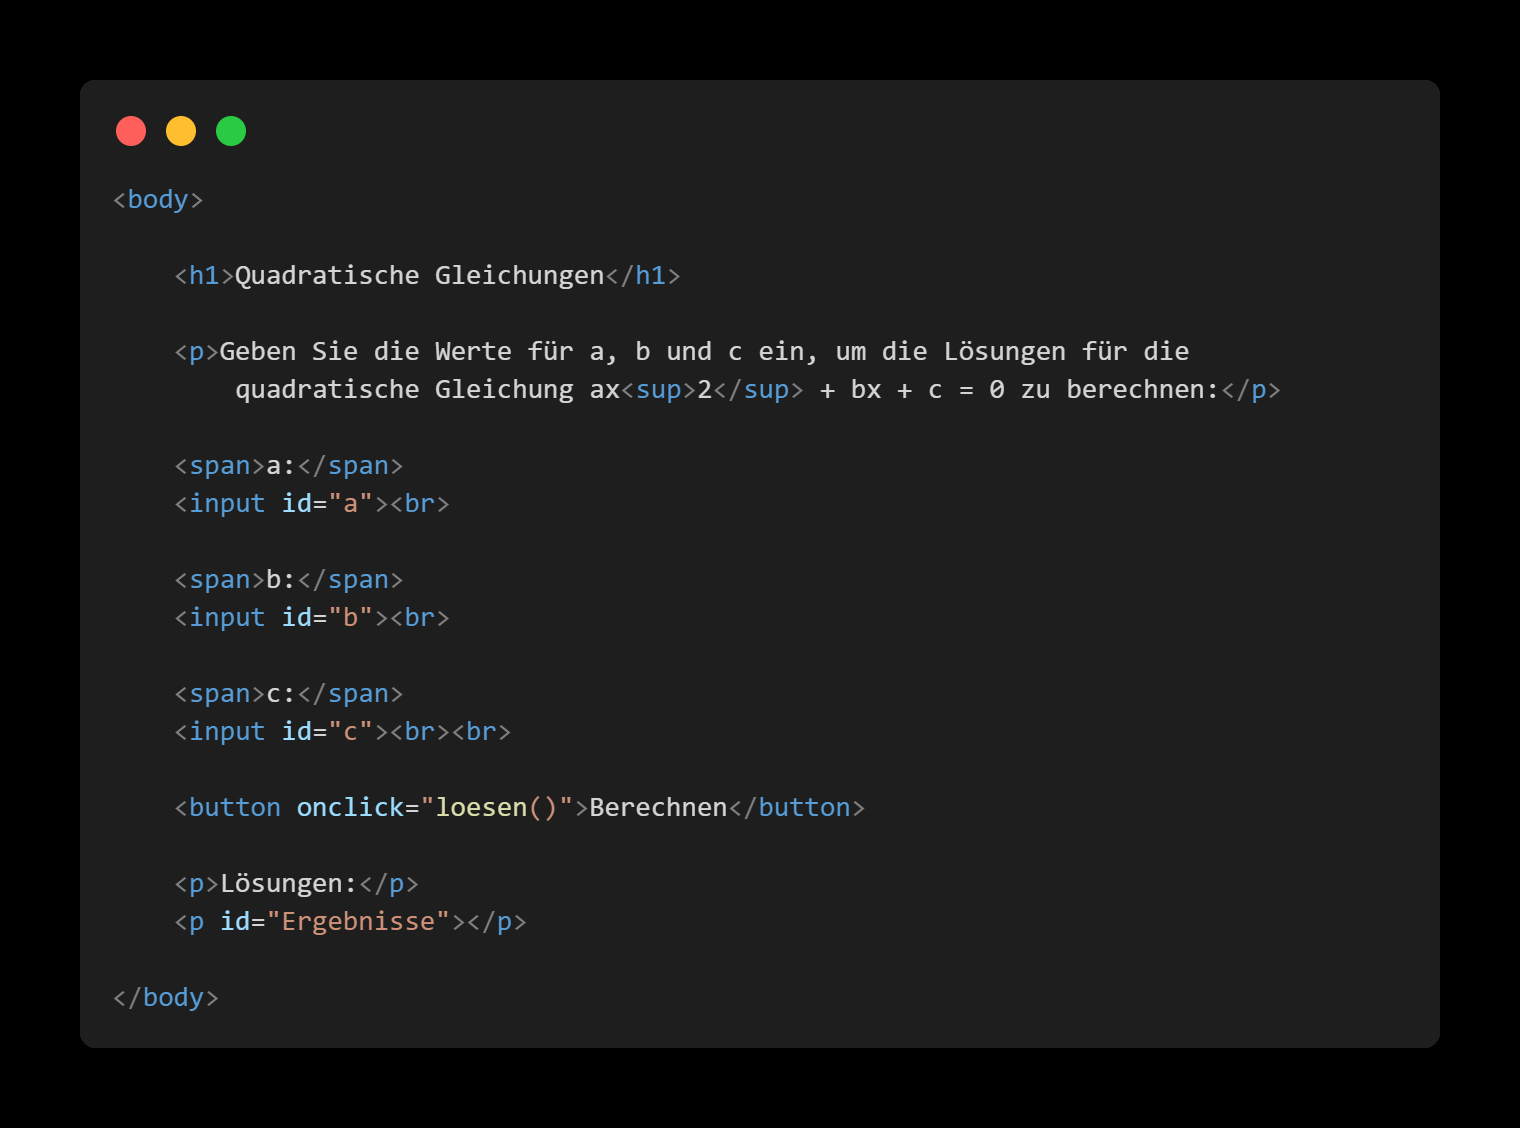 <body>
<h1>Quadratische Gleichungen</h1>
<p>Geben Sie die Werte für a, b und c ein, um die Lösungen für die
quadratische Gleichung ax<sup>2</sup> + bx + c = 0 zu berechnen:</p>
<span>a:</span>
<input id="a"><br>
<span>b:</span>
<input id="b"><br>
<span>c:</span>
<input id="c"><br><br>
<button onclick="loesen()">Berechnen</button>
<p>Lösungen:</p>
<p id="Ergebnisse"></p>
</body>